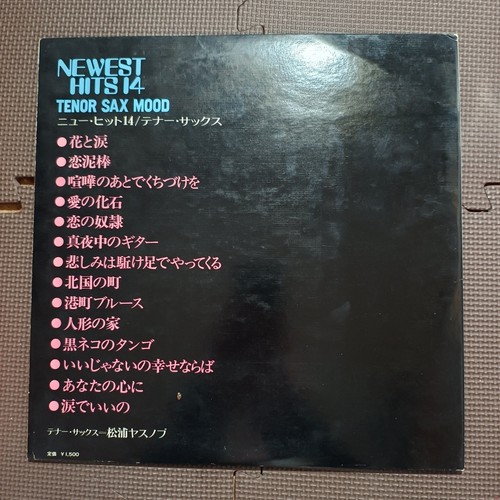 NEWEST
HITS 14
TENOR SAX MOOD
ニュー・ヒット14/テナー・サックス
●花と涙
●恋泥棒
●喧嘩のあとでくちづけを
●愛の化石
●恋の奴隷
●真夜中のギター
●悲しみは駈け足でやってくる
●北国の町
●港町ブルース
●人形の家
●黒ネコのタンゴ
●いいじゃないの幸せならば
●あなたの心に
●涙でいいの
テナー・サックス=松浦ヤスノブ
定価 ¥1,500